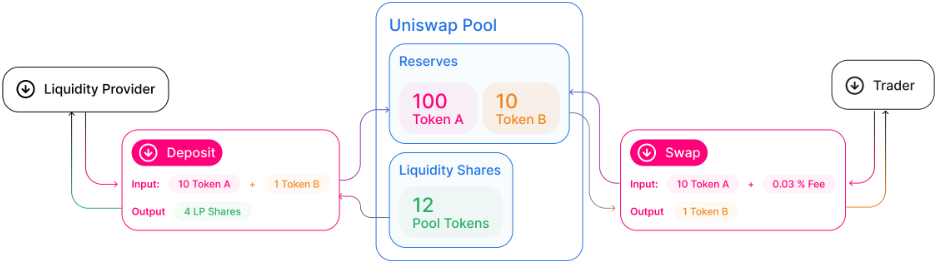 Uniswap Pool
Reserves
100
Token A
10
Token B
Liquidity Shares
12
Pool Tokens
Liquidity Provider
Deposit
Input: 10 Token A + 1 Token B
Output 4 LP Shares
Trader
Swap
Input: 10 Token A + 0.03 % Fee
Output 1 Token B